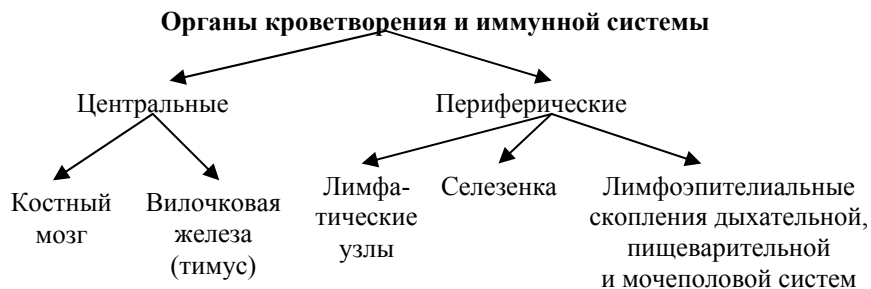 Органы кроветворения и иммунной системы
Центральные
Периферические
Костный
мозг
Вилочковая
железа
(тимус)
Лимфа-
тические
узлы
Селезенка
Лимфоэпителиальные
скопления дыхательной,
пищеварительной
и мочеполовой систем